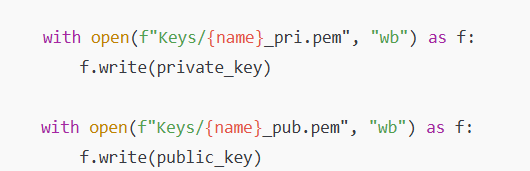 with open(f"Keys/{name}_pri.pem", "wb") as f:
    f.write(private_key)
with open(f"Keys/{name}_pub.pem", "wb") as f:
    f.write(public_key)